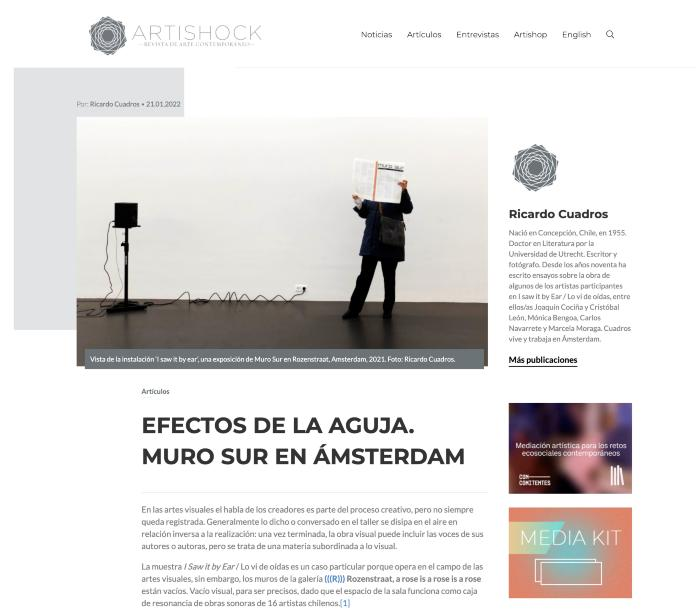 ARTISHOCK
REVISTA DE ARTE CONTEMPORÁNEO
Noticias Artículos Entrevistas Artishop English
Por: Ricardo Cuadros • 21.01.2022
muro sur
Vista de la instalación 'I saw it by ear', una exposición de Muro Sur en Rozenstraat, Amsterdam, 2021. Foto: Ricardo Cuadros.
Artículos
EFECTOS DE LA AGUJA.
MURO SUR EN ÁMSTERDAM
En las artes visuales el habla de los creadores es parte del proceso creativo, pero no siempre
queda registrada. Generalmente lo dicho o conversado en el taller se disipa en el aire en
relación inversa a la realización: una vez terminada, la obra visual puede incluir las voces de sus
autores o autoras, pero se trata de una materia subordinada a lo visual.
La muestra I Saw it by Ear / Lo vi de oídas es un caso particular porque opera en el campo de las
artes visuales, sin embargo, los muros de la galería (((R))) Rozenstraat, a rose is a rose is a rose
están vacíos. Vacío visual, para ser precisos, dado que el espacio de la sala funciona como caja
de resonancia de obras sonoras de 16 artistas chilenos.[1]
Ricardo Cuadros
Nació en Concepción, Chile, en 1955.
Doctor en Literatura por la
Universidad de Utrecht. Escritor y
fotógrafo. Desde los años noventa ha
escrito ensayos sobre la obra de
algunos de los artistas participantes
en I saw it by Ear / Lo vi de oídas, entre
ellos/as Joaquín Cociña y Cristóbal
León, Mónica Bengoa, Carlos
Navarrete y Marcela Moraga. Cuadros
vive y trabaja en Ámsterdam.
Más publicaciones
Mediación artística para los retos
ecosociales contemporáneos
CON
COMITENTES
MEDIA KIT